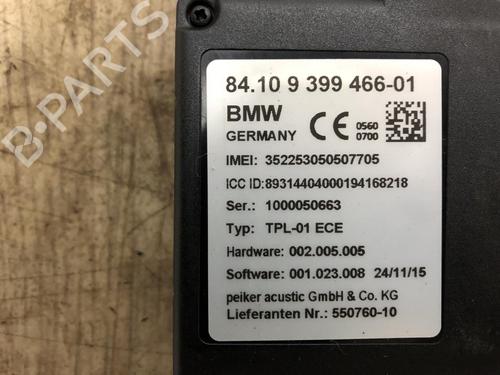 84.10 9 399 466-01
BMW
GERMANY
0560
0700
IMEI: 352253050507705
ICC ID:89314404000194168218
Ser.: 1000050663
Typ: TPL-01 ECE
Hardware: 002.005.005
Software: 001.023.008 24/11/15
peiker acustic GmbH & Co. KG
Lieferanten Nr.: 550760-10
B-PARTS